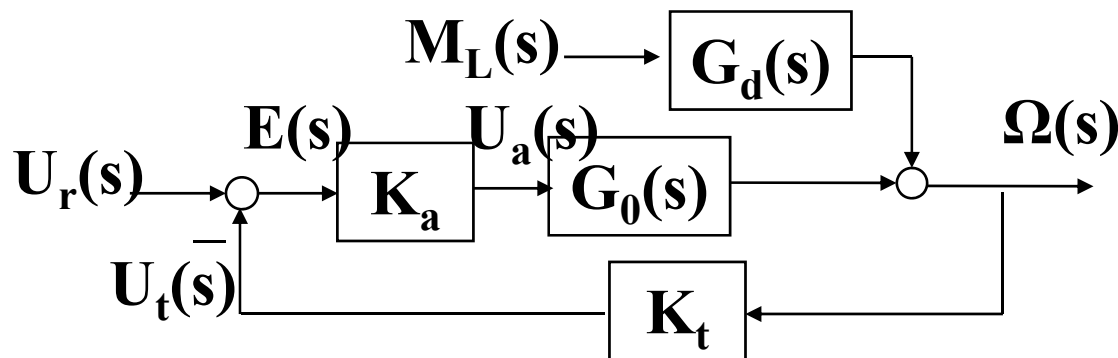 M_L(s)
G_d(s)
Ω(s)
E(s)
U_a(s)
U_r(s)
K_a
G_0(s)
−
U_t(s)
K_t